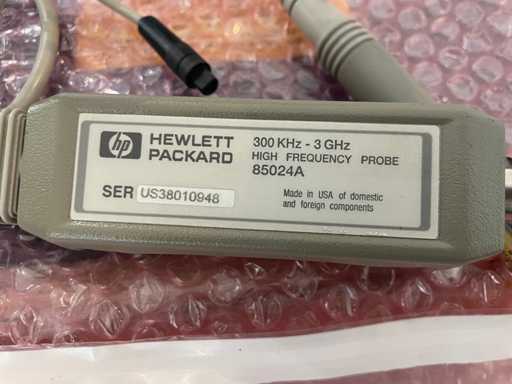 hp HEWLETT PACKARD
300 KHz - 3 GHz
HIGH FREQUENCY PROBE
85024A
SER US38010948
Made in USA of domestic
and foreign components